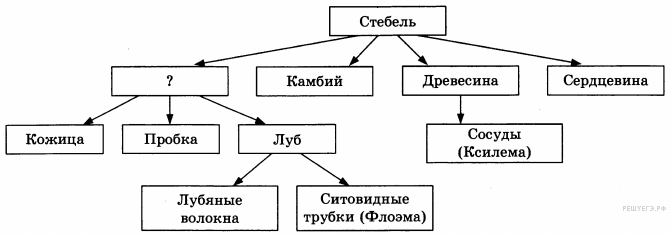 Стебель
?
Камбий
Древесина
Сердцевина
Кожица
Пробка
Луб
Сосуды
(Ксилема)
Лубяные
волокна
Ситовидные
трубки (Флоэма)
РЕШУЕГЭ.РФ